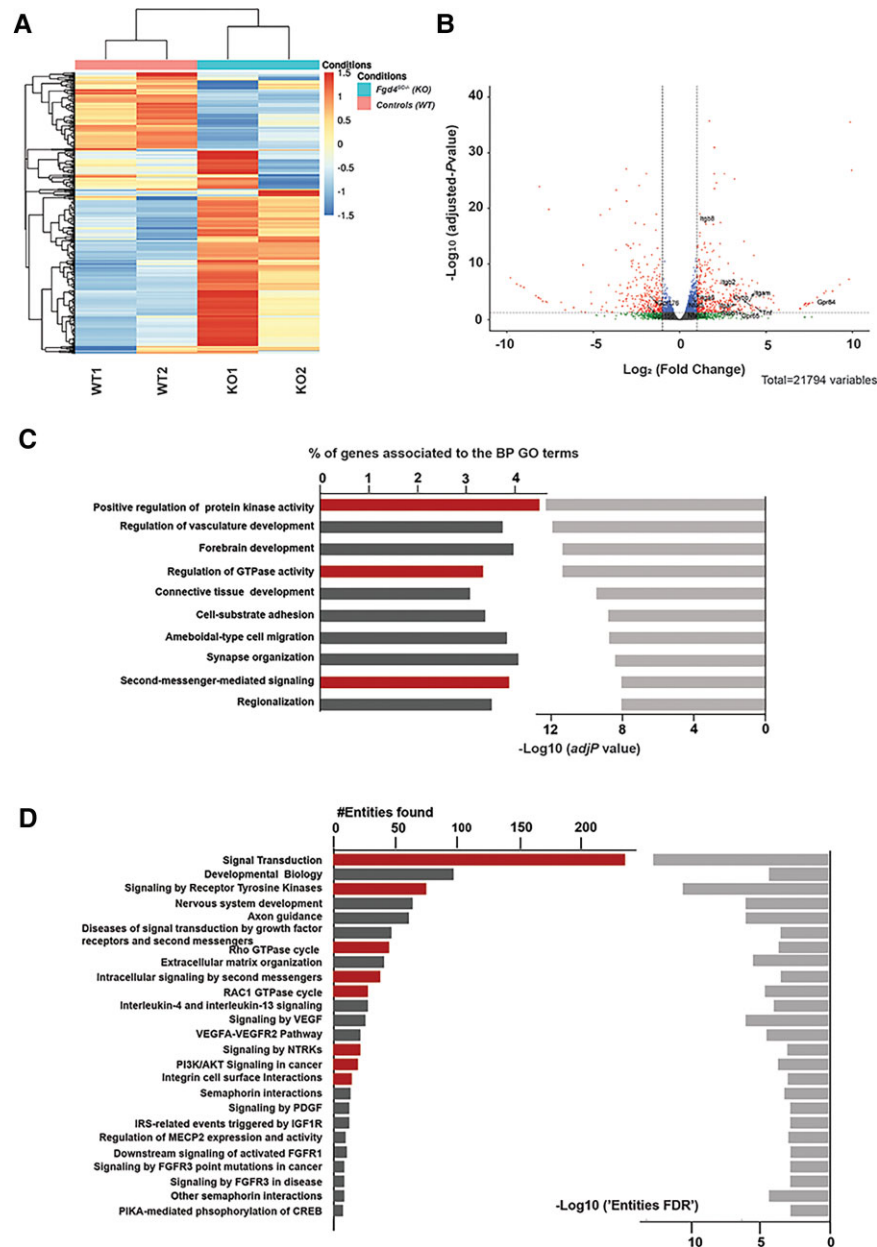 A
Conditions
1.5
1
0.5
0
-0.5
-1
-1.5
Conditions
Fgd4SC-/- (KO)
Controls (WT)
WT1
WT2
KO1
KO2
B
-Log10 (adjusted-Pvalue)
40
30
20
10
0
Itgb8
Itgb2
Itgam
Gpr84
-10
-5
0
5
10
Log2 (Fold Change)
Total=21794 variables
C
% of genes associated to the BP GO terms
0 1 2 3 4
Positive regulation of protein kinase activity
Regulation of vasculature development
Forebrain development
Regulation of GTPase activity
Connective tissue development
Cell-substrate adhesion
Ameboidal-type cell migration
Synapse organization
Second-messenger-mediated signaling
Regionalization
12 8 4 0
-Log10 (adjP value)
D
#Entities found
0 50 100 150 200
Signal Transduction
Developmental Biology
Signaling by Receptor Tyrosine Kinases
Nervous system development
Axon guidance
Diseases of signal transduction by growth factor
receptors and second messengers
Rho GTPase cycle
Extracellular matrix organization
Intracellular signaling by second messengers
RAC1 GTPase cycle
Interleukin-4 and interleukin-13 signaling
Signaling by VEGF
VEGFA-VEGFR2 Pathway
Signaling by NTRKs
PI3K/AKT Signaling in cancer
Integrin cell surface Interactions
Semaphorin interactions
Signaling by PDGF
IRS-related events triggered by IGF1R
Regulation of MECP2 expression and activity
Downstream signaling of activated FGFR1
Signaling by FGFR3 point mutations in cancer
Signaling by FGFR3 in disease
Other semaphorin interactions
PIKA-mediated phsophorylation of CREB
-Log10 ('Entities FDR')
10 5 0